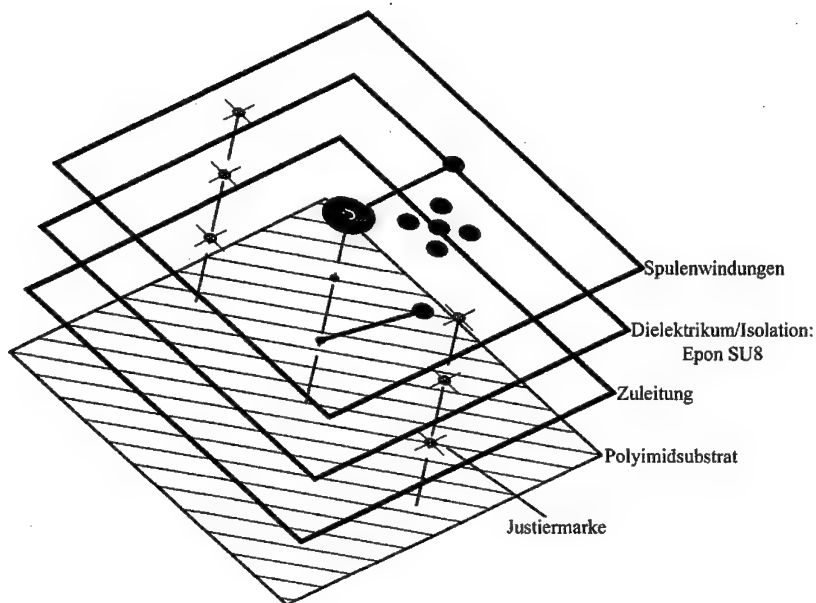 Spulenwindungen
Dielektrikum/Isolation:
Epon SU8
Zuleitung
Polyimidsubstrat
Justiermarke